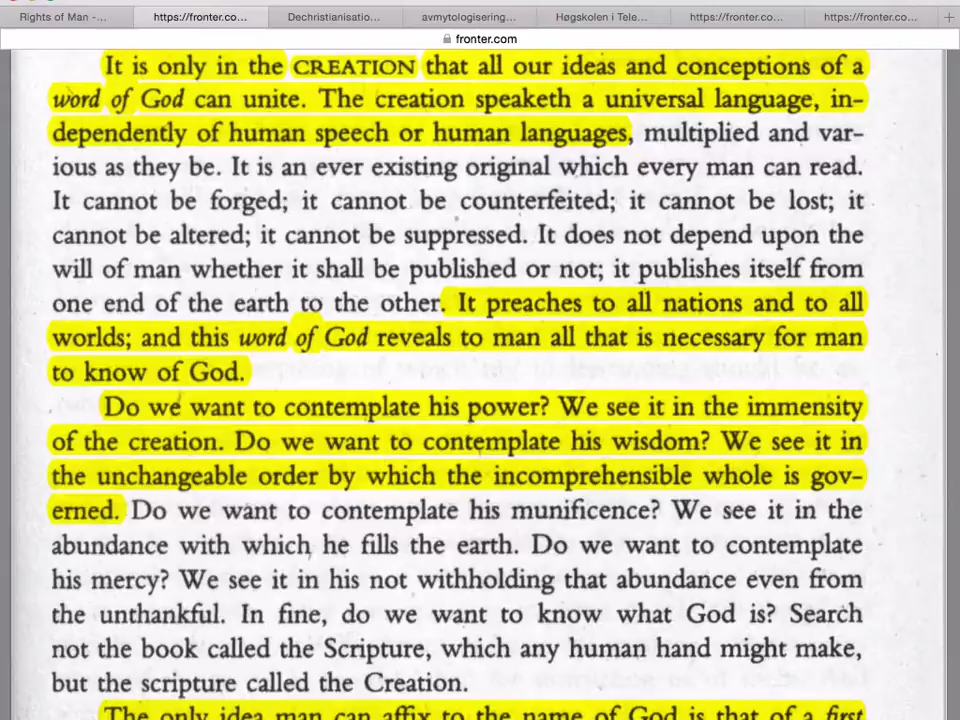 Rights of Man -... https://fronter.co... Dechristianisatio... avmytologisering... Høgskolen i Tele... https://fronter.co... https://fronter.co... +
fronter.com
It is only in the CREATION that all our ideas and conceptions of a
word of God can unite. The creation speaketh a universal language, in-
dependently of human speech or human languages, multiplied and var-
ious as they be. It is an ever existing original which every man can read.
It cannot be forged; it cannot be counterfeited; it cannot be lost; it
cannot be altered; it cannot be suppressed. It does not depend upon the
will of man whether it shall be published or not; it publishes itself from
one end of the earth to the other. It preaches to all nations and to all
worlds; and this word of God reveals to man all that is necessary for man
to know of God.
Do we want to contemplate his power? We see it in the immensity
of the creation. Do we want to contemplate his wisdom? We see it in
the unchangeable order by which the incomprehensible whole is gov-
erned. Do we want to contemplate his munificence? We see it in the
abundance with which he fills the earth. Do we want to contemplate
his mercy? We see it in his not withholding that abundance even from
the unthankful. In fine, do we want to know what God is? Search
not the book called the Scripture, which any human hand might make,
but the scripture called the Creation.
The only idea man can affix to the name of God is that of a first